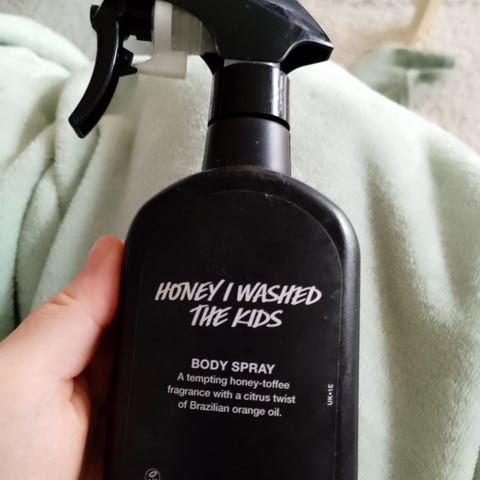 HONEY I WASHED
THE KIDS
BODY SPRAY
A tempting honey-toffee
fragrance with a citrus twist
of Brazilian orange oil.
UK+IE